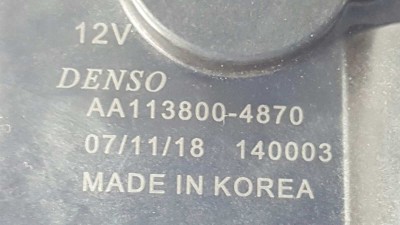 12V
DENSO
AA113800-4870
07/11/18 140003
MADE IN KOREA